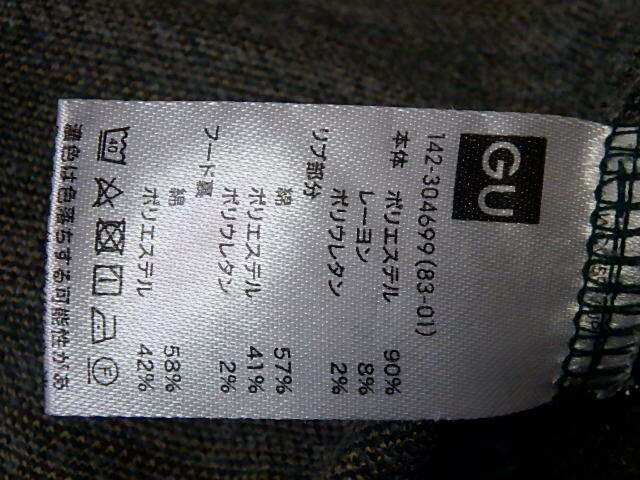 GU
142-304699(83-01)
本体 ポリエステル 90%
レーヨン 8%
ポリウレタン 2%
リブ部分
綿 57%
ポリエステル 41%
ポリウレタン 2%
フード裏
綿 58%
ポリエステル 42%
40
F
濃色は色落ちする可能性があ